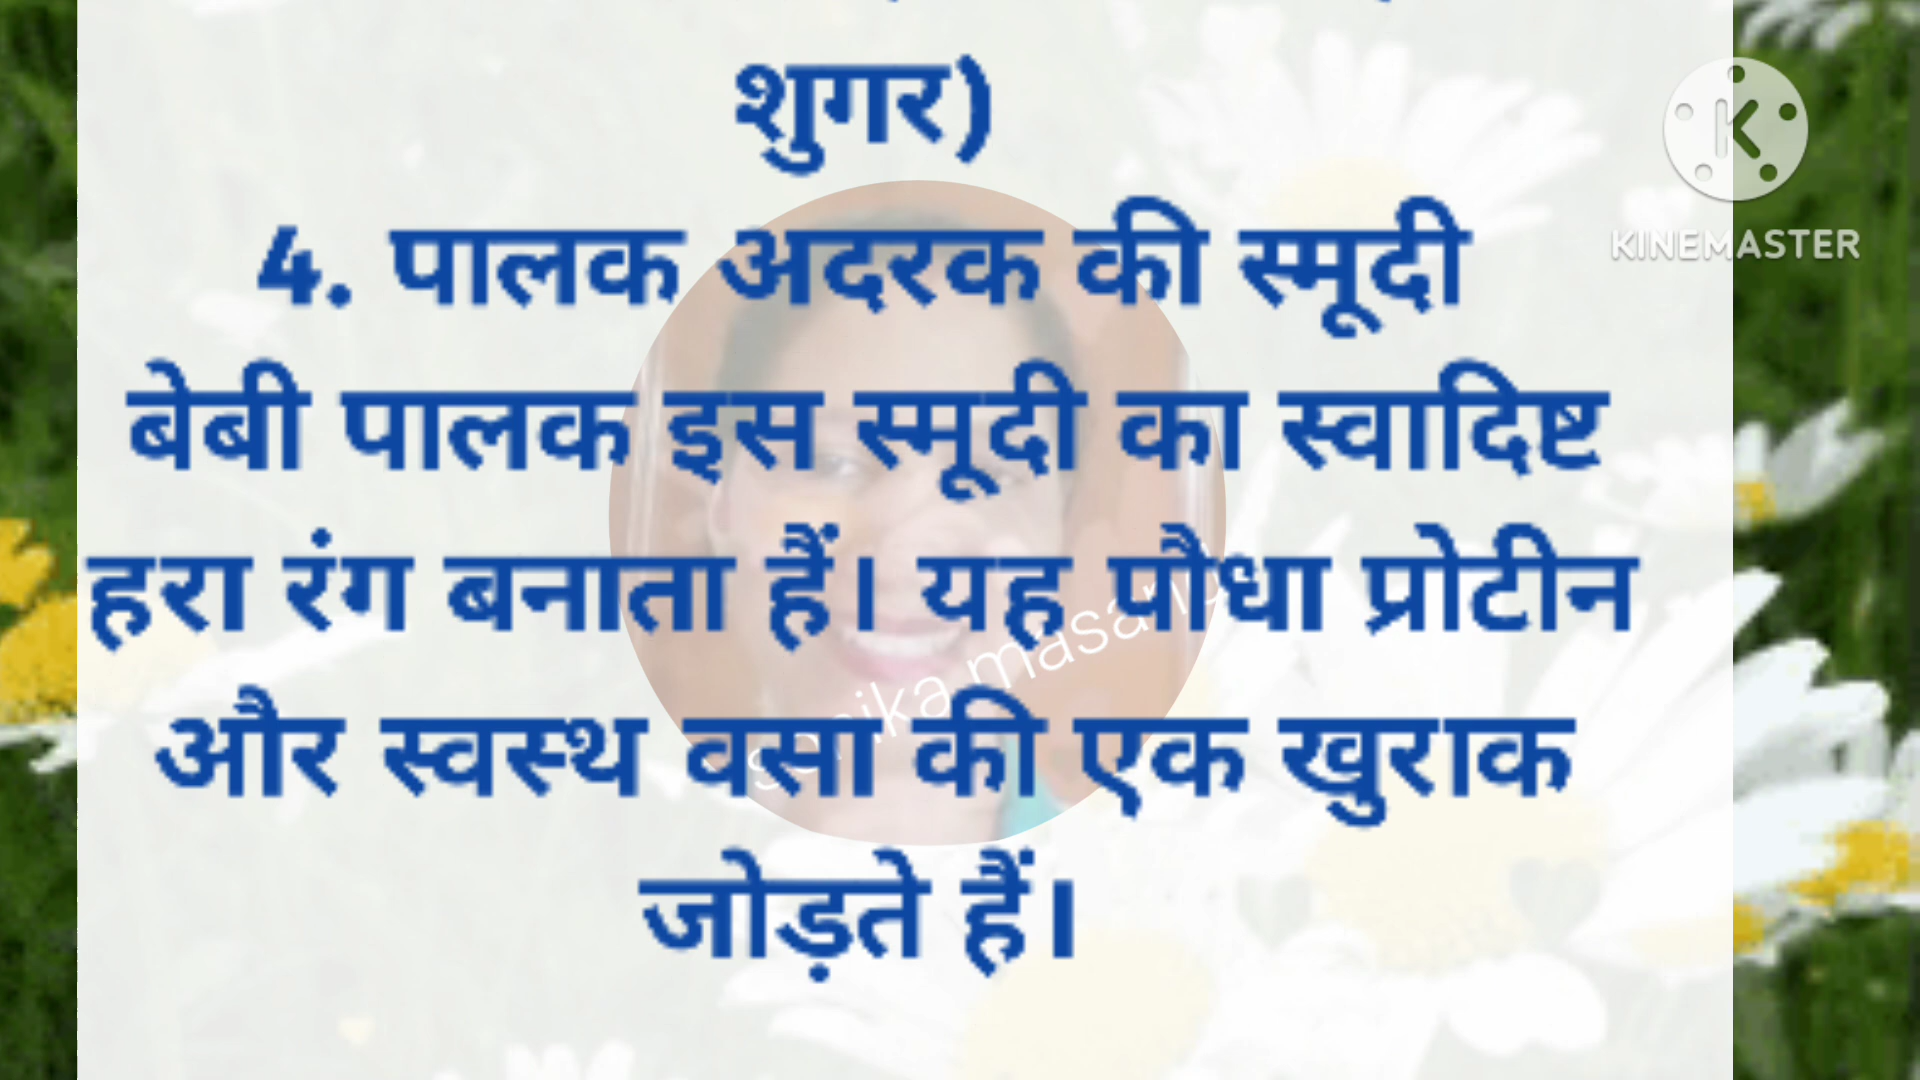 शुगर)
4. पालक अदरक की स्मूदी
बेबी पालक इस स्मूदी का स्वादिष्ट
हरा रंग बनाता हैं। यह पौधा प्रोटीन
और स्वस्थ वसा की एक खुराक
जोड़ते हैं।
KINEMASTER